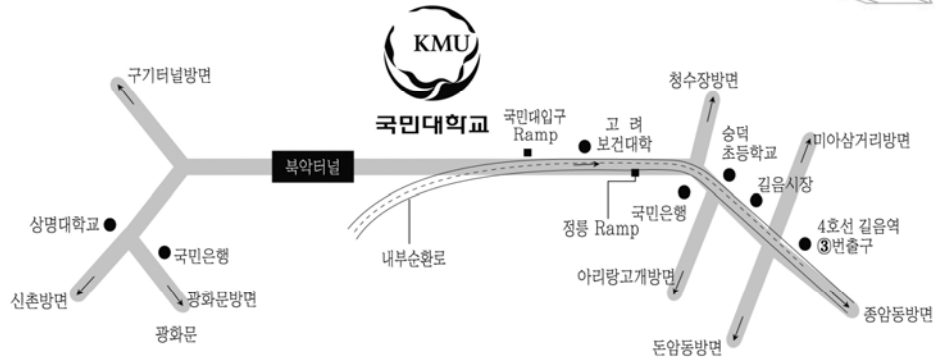 KMU
국민대학교
구기터널방면
북악터널
상명대학교
국민은행
신촌방면
광화문방면
광화문
내부순환로
국민대입구
Ramp
고 려
보건대학
정릉 Ramp
국민은행
청수장방면
숭덕
초등학교
길음시장
미아삼거리방면
4호선 길음역
③번출구
아리랑고개방면
돈암동방면
종암동방면